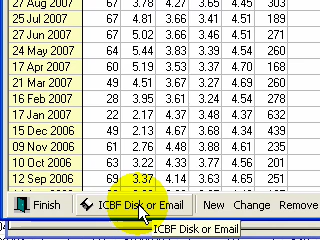 27 Aug 2007 67 3.78 4.27 3.65 4.45 303
25 Jul 2007 67 4.81 3.66 3.41 4.51 189
27 Jun 2007 67 5.02 3.66 3.46 4.51 271
24 May 2007 64 5.44 3.53 3.39 4.54 260
17 Apr 2007 60 5.19 3.53 3.37 4.70 168
21 Mar 2007 49 4.51 3.67 3.27 4.69 260
16 Feb 2007 28 3.95 3.61 3.24 4.54 278
17 Jan 2007 22 2.17 4.37 3.48 4.37 632
15 Dec 2006 49 2.13 4.67 3.68 4.34 439
09 Nov 2006 61 2.76 4.48 3.88 4.61 235
10 Oct 2006 63 3.22 4.33 3.77 4.56 201
12 Sep 2006 69 3.37 4.14 3.63 4.65 251
Finish ICBF Disk or Email New Change Remove
ICBF Disk or Email